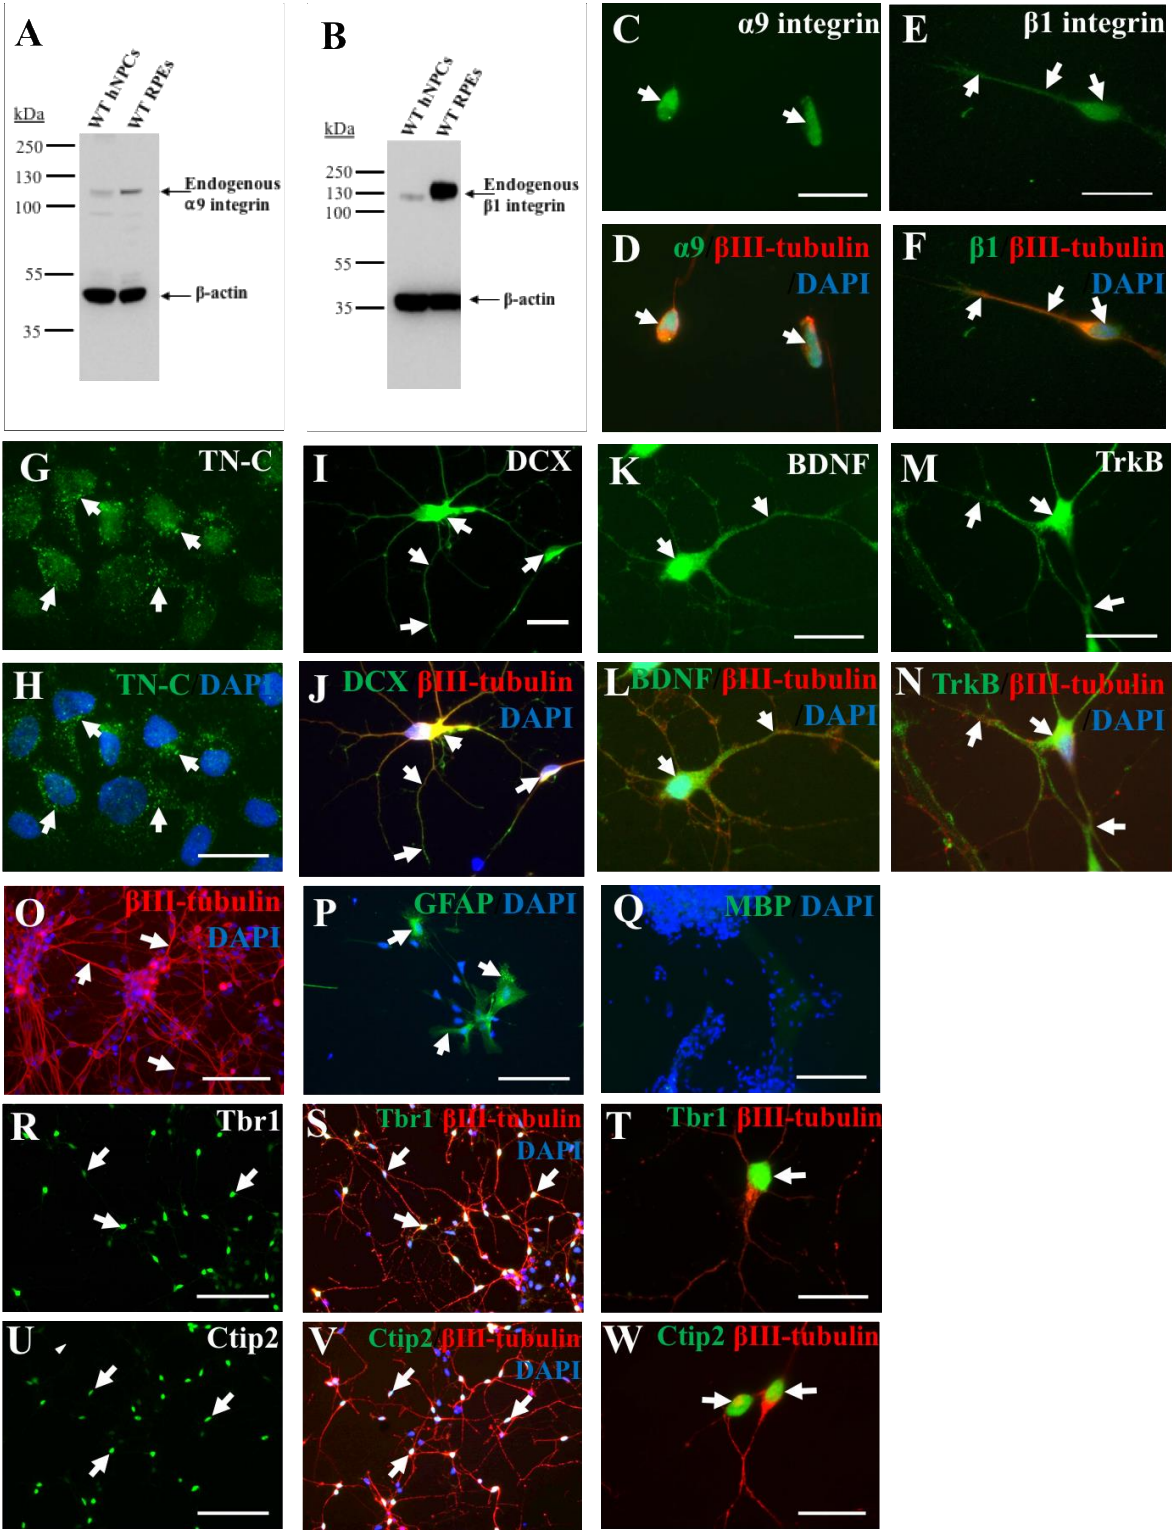 A
WT hNPCs
WT RPEs
kDa
250
130
100
55
35
Endogenous
α9 integrin
β-actin
B
WT hNPCs
WT RPEs
kDa
250
130
100
55
35
Endogenous
β1 integrin
β-actin
C α9 integrin
E β1 integrin
D α9/βIII-tubulin
/DAPI
F β1 βIII-tubulin
/DAPI
G TN-C
I DCX
K BDNF
M TrkB
H TN-C DAPI
J DCX βIII-tubulin
DAPI
L BDNF/βIII-tubulin
/DAPI
N TrkB/βIII-tubulin
/DAPI
O βIII-tubulin
DAPI
P GFAP/DAPI
Q MBP/DAPI
R Tbr1
S Tbr1 βIII-tubulin
DAPI
T Tbr1 βIII-tubulin
U Ctip2
V Ctip2/βIII-tubulin
DAPI
W Ctip2 βIII-tubulin